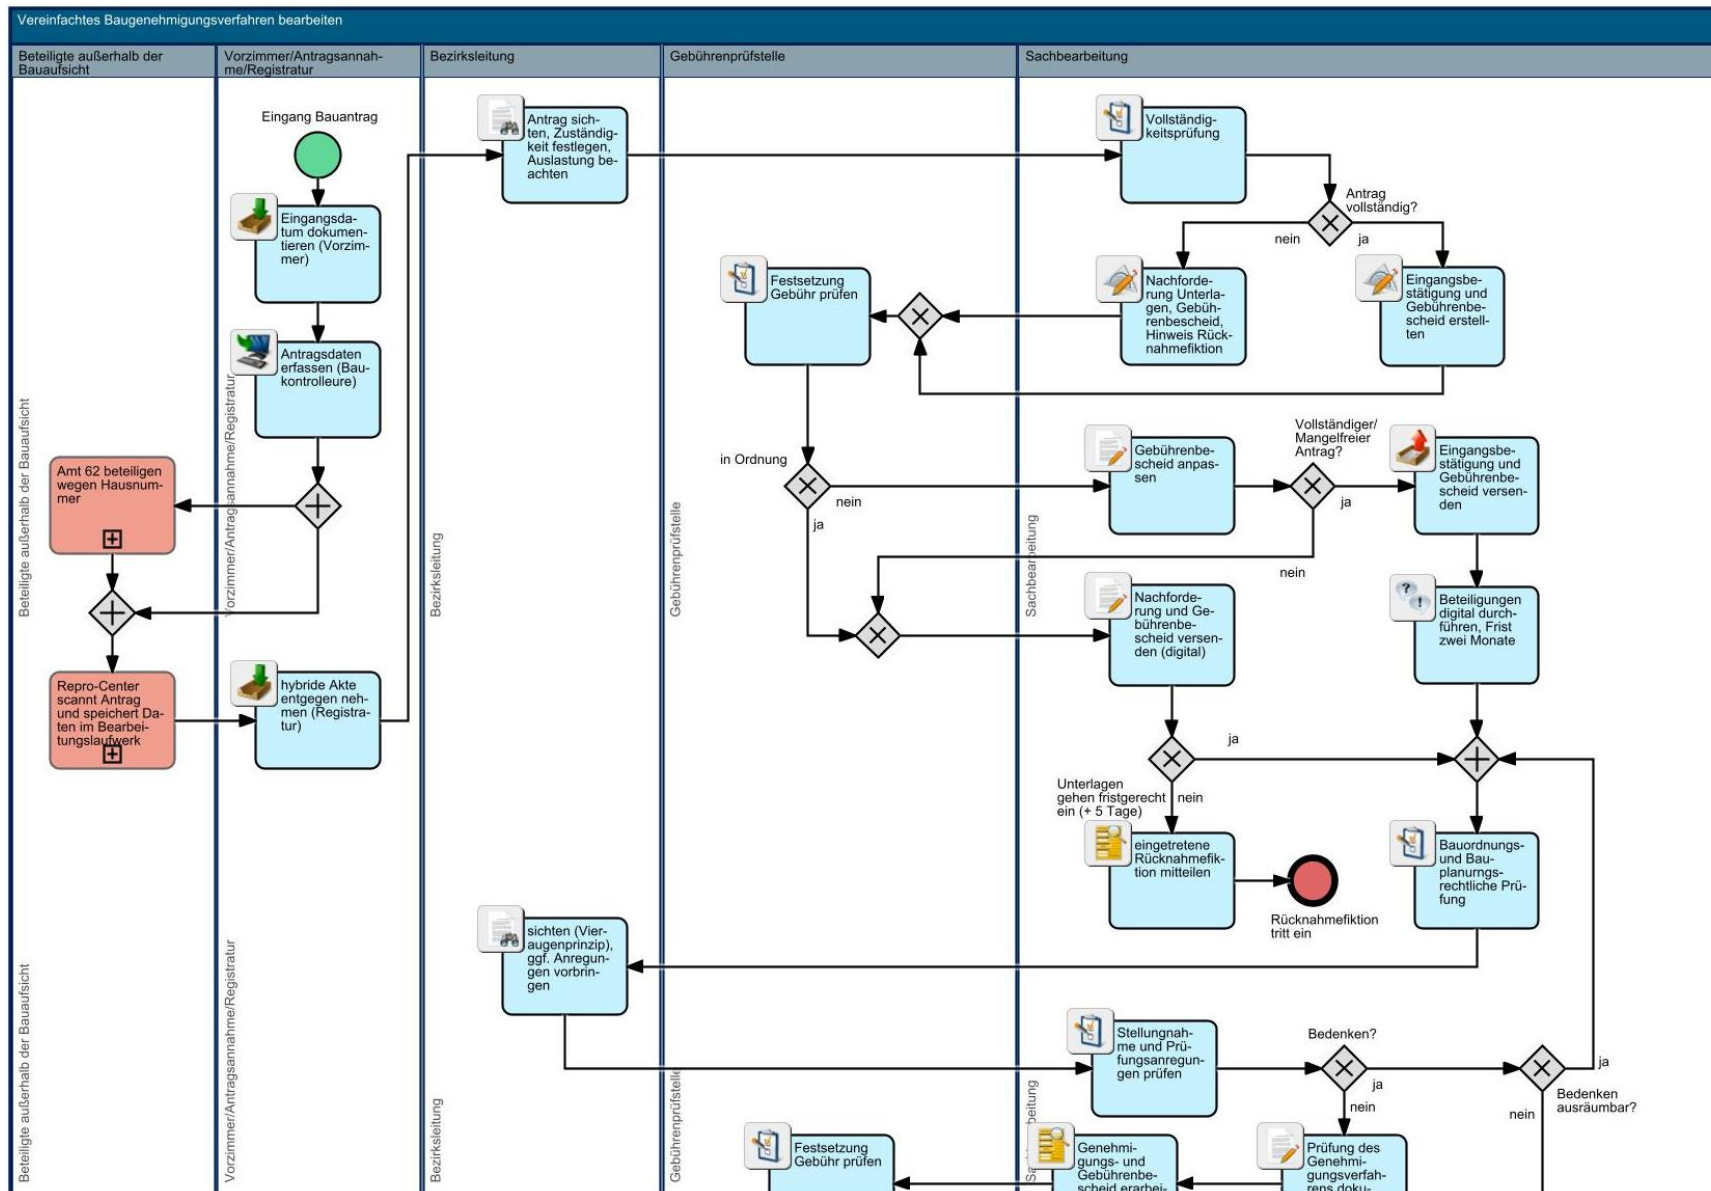 Vereinfachtes Baugenehmigungsverfahren bearbeiten
Beteiligte außerhalb der
Bauaufsicht
Vorzimmer/Antragsannah-
me/Registratur
Bezirksleitung
Gebührenprüfstelle
Sachbearbeitung
Eingang Bauantrag
Antrag sich-
ten, Zuständig-
keit festlegen,
Auslastung be-
achten
Vollständig-
keitsprüfung
Antrag
vollständig?
nein
ja
Eingangsda-
tum dokumen-
tieren (Vorzim-
mer)
Festsetzung
Gebühr prüfen
Nachforde-
rung Unterla-
gen, Gebüh-
renbescheid,
Hinweis Rück-
nahmefiktion
Eingangsbe-
stätigung und
Gebührenbe-
scheid erstell-
ten
Antragsdaten
erfassen (Bau-
kontrolleure)
Beteiligte außerhalb der Bauaufsicht
Vorzimmer/Antragsannahme/Registratur
Bezirksleitung
Gebührenprüfstelle
Sachbearbeitung
Amt 62 beteiligen
wegen Hausnum-
mer
in Ordnung
nein
ja
Gebührenbe-
scheid anpas-
sen
Vollständiger/
Mangelfreier
Antrag?
ja
nein
Eingangsbe-
stätigung und
Gebührenbe-
scheid versen-
den
Nachforde-
rung und Ge-
bührenbe-
scheid versen-
den (digital)
Beteiligungen
digital durch-
führen, Frist
zwei Monate
Repro-Center
scannt Antrag
und speichert Da-
ten im Bearbei-
tungslaufwerk
hybride Akte
entgegen neh-
men (Registra-
tur)
ja
Unterlagen
gehen fristgerecht
ein (+ 5 Tage)
nein
eingetretene
Rücknahmefik-
tion mitteilen
Rücknahmefiktion
tritt ein
Bauordnungs-
und Bau-
planurngs-
rechtliche Prü-
fung
sichten (Vier-
augenprinzip),
ggf. Anregun-
gen vorbrin-
gen
Beteiligte außerhalb der Bauaufsicht
Vorzimmer/Antragsannahme/Registratur
Bezirksleitung
Gebührenprüfstelle
Stellungnah-
me und Prü-
fungsanregun-
gen prüfen
Bedenken?
ja
nein
ja
Bedenken
ausräumbar?
nein
Festsetzung
Gebühr prüfen
Genehmi-
gungs- und
Gebührenbe-
scheid erarbei-
Prüfung des
Genehmi-
gungsverfah-
rens doku-